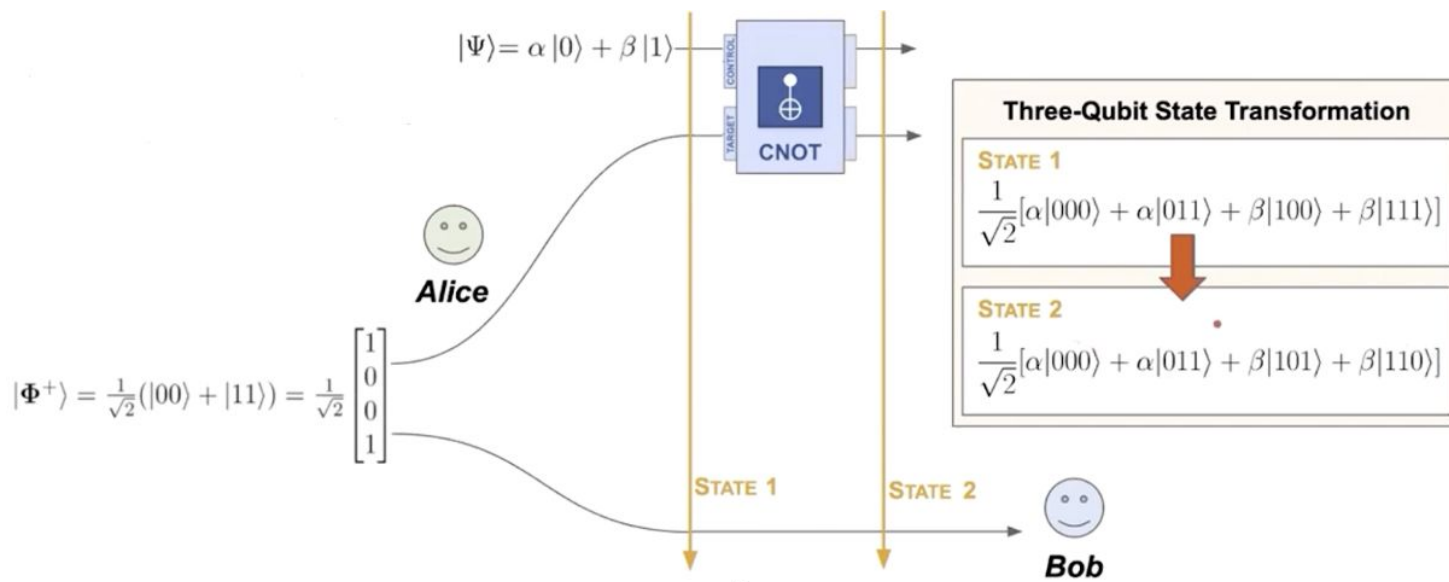 |Ψ⟩= α |0⟩ + β |1⟩
CONTROL
TARGET
CNOT
Three-Qubit State Transformation
STATE 1
1/√2[α|000⟩ + α|011⟩ + β|100⟩ + β|111⟩]
STATE 2
1/√2[α|000⟩ + α|011⟩ + β|101⟩ + β|110⟩]
Alice
|Φ⁺⟩ = 1/√2(|00⟩ + |11⟩) = 1/√2 [1 0 0 1]
STATE 1
STATE 2
Bob